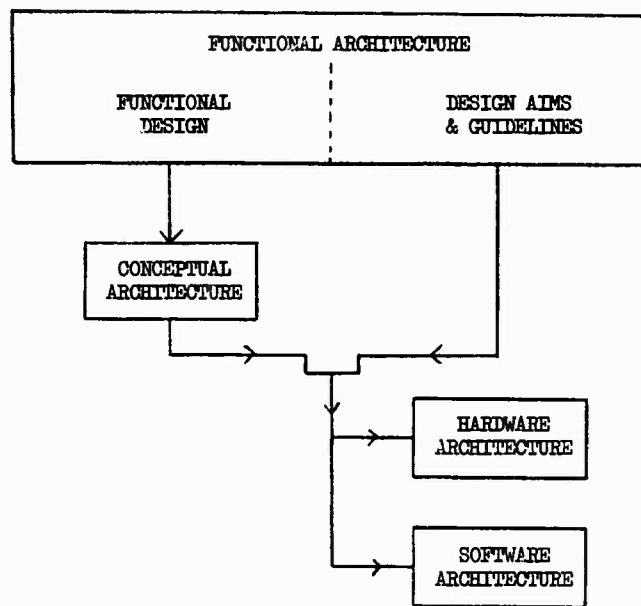 FUNCTIONAL ARCHITECTURE
FUNCTIONAL
DESIGN
DESIGN AIMS
& GUIDELINES
CONCEPTUAL
ARCHITECTURE
HARDWARE
ARCHITECTURE
SOFTWARE
ARCHITECTURE